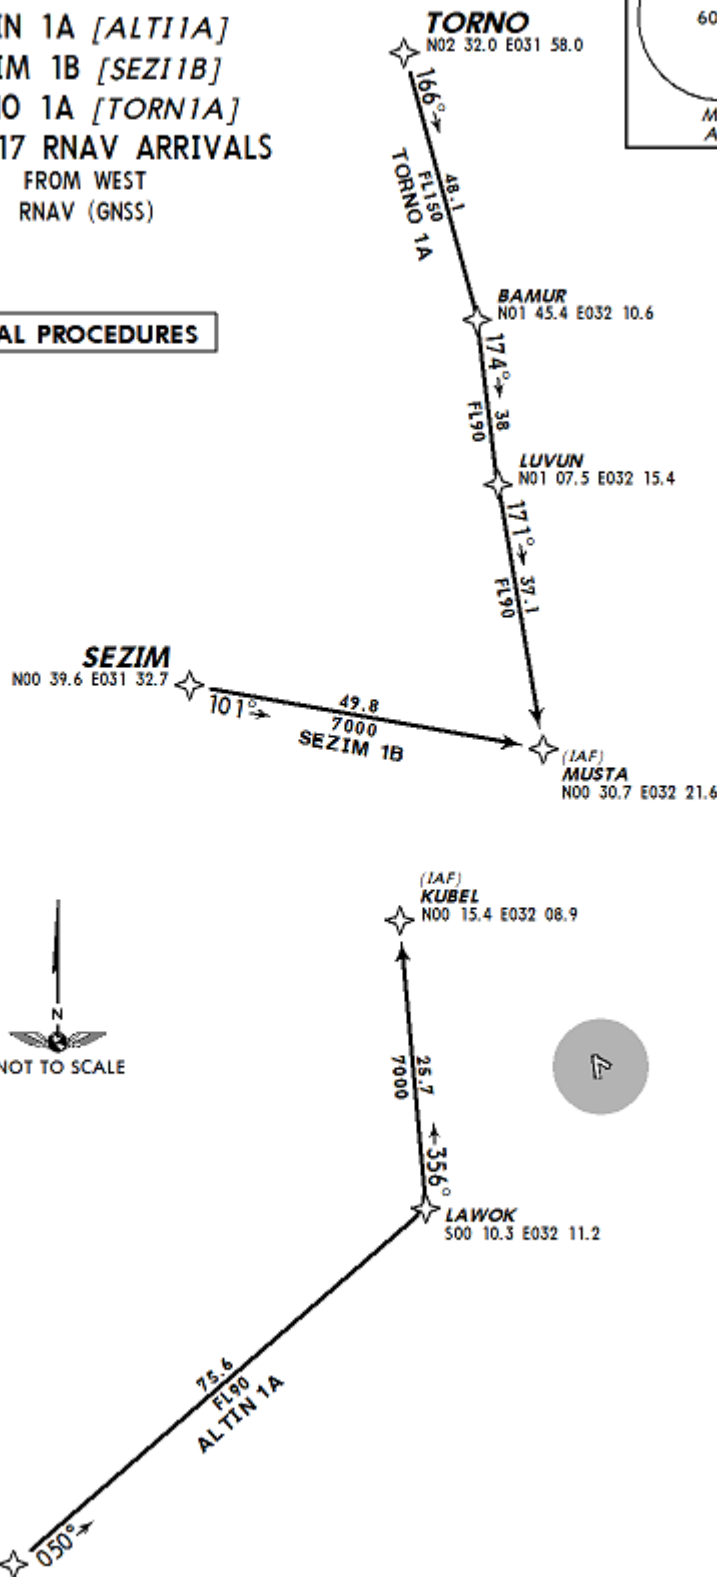 IN 1A [ALTI1A]
IM 1B [SEZI1B]
O 1A [TORN1A]
17 RNAV ARRIVALS
FROM WEST
RNAV (GNSS)
AL PROCEDURES
60
M
A
TORNO
N02 32.0 E031 58.0
166°
48.1
FL150
TORNO 1A
BAMUR
N01 45.4 E032 10.6
174°
38
FL90
LUVUN
N01 07.5 E032 15.4
171°
37.1
FL90
SEZIM
N00 39.6 E031 32.7
101°
49.8
7000
SEZIM 1B
(IAF)
MUSTA
N00 30.7 E032 21.6
(IAF)
KUBEL
N00 15.4 E032 08.9
N
NOT TO SCALE
25.7
7000
356°
LAWOK
S00 10.3 E032 11.2
75.6
FL90
ALTIN 1A
050°